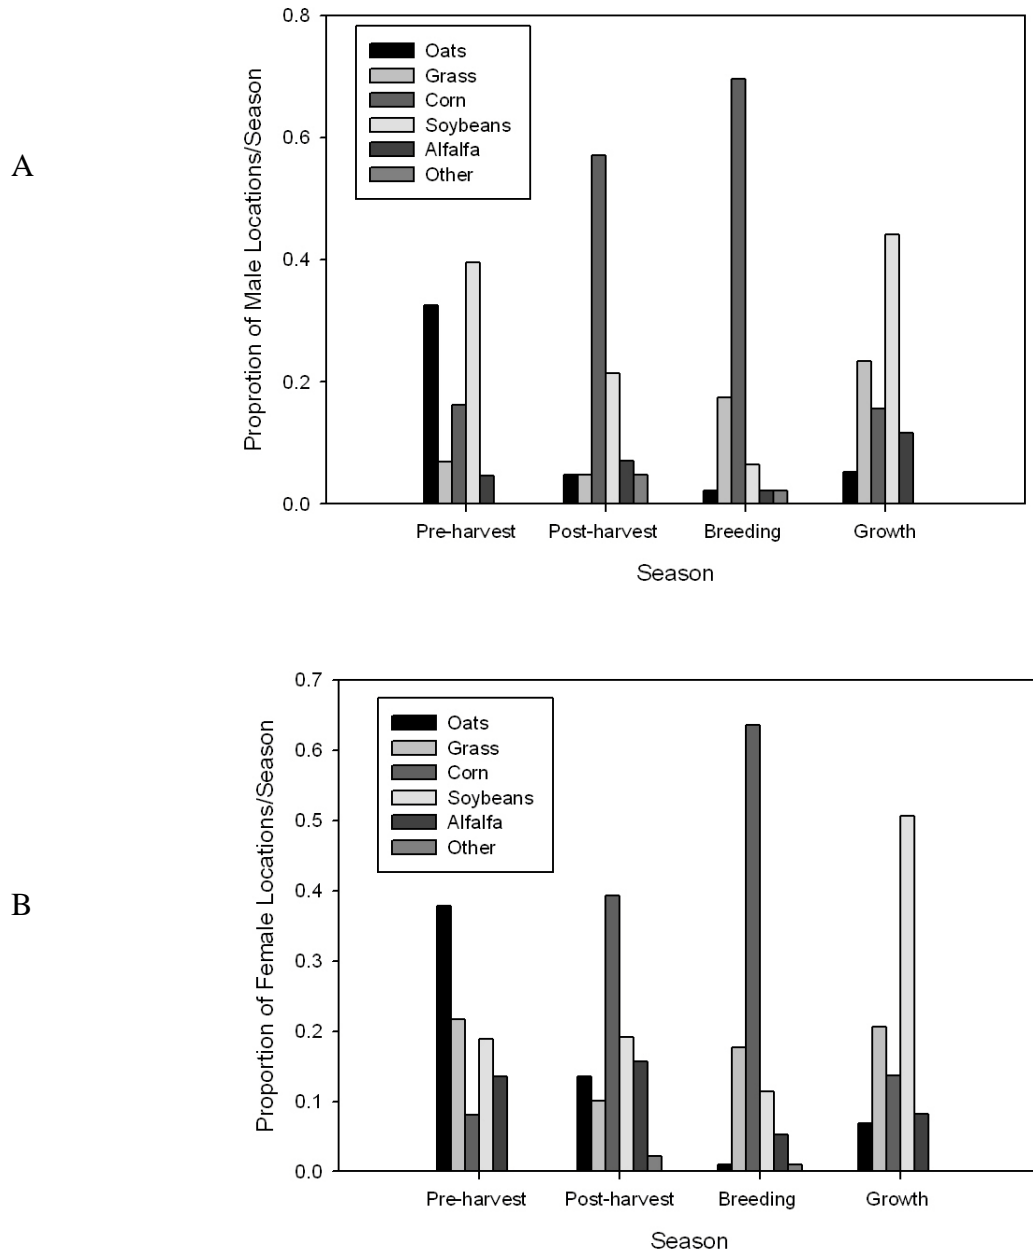 A
Proprotion of Male Locations/Season
0.8
0.6
0.4
0.2
0.0
Oats
Grass
Corn
Soybeans
Alfalfa
Other
Pre-harvest Post-harvest Breeding Growth
Season
B
Proportion of Female Locations/Season
0.7
0.6
0.5
0.4
0.3
0.2
0.1
0.0
Oats
Grass
Corn
Soybeans
Alfalfa
Other
Pre-harvest Post-harvest Breeding Growth
Season